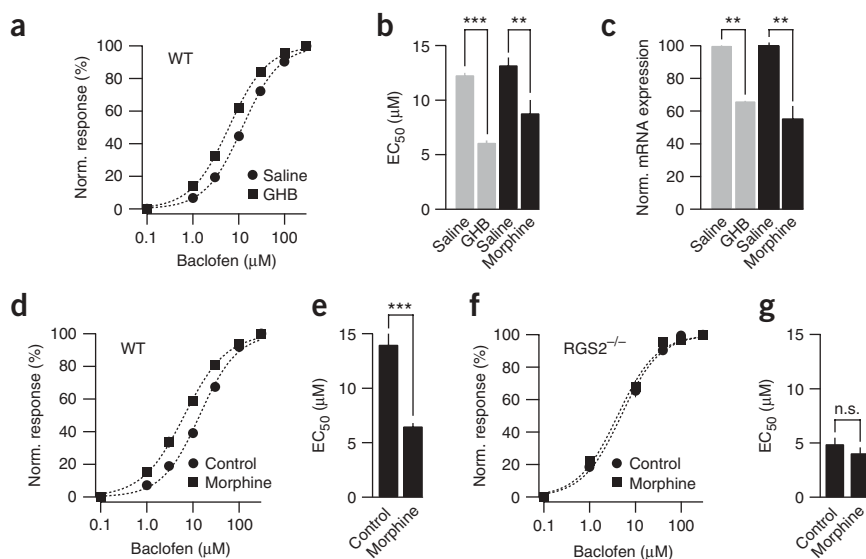 a
WT
Norm. response (%)
100
80
60
40
20
0
Saline
GHB
0.1 1.0 10 100
Baclofen (μM)
b
*** **
EC50 (μM)
15
10
5
0
Saline
GHB
Saline
Morphine
c
** **
Norm. mRNA expression
100
80
60
40
20
0
Saline
GHB
Saline
Morphine
d
WT
Norm. response (%)
100
80
60
40
20
0
Control
Morphine
0.1 1.0 10 100
Baclofen (μM)
e
***
EC50 (μM)
15
10
5
0
Control
Morphine
f
RGS2−/−
Norm. response (%)
100
80
60
40
20
0
Control
Morphine
0.1 1.0 10 100
Baclofen (μM)
g
n.s.
EC50 (μM)
15
10
5
0
Control
Morphine